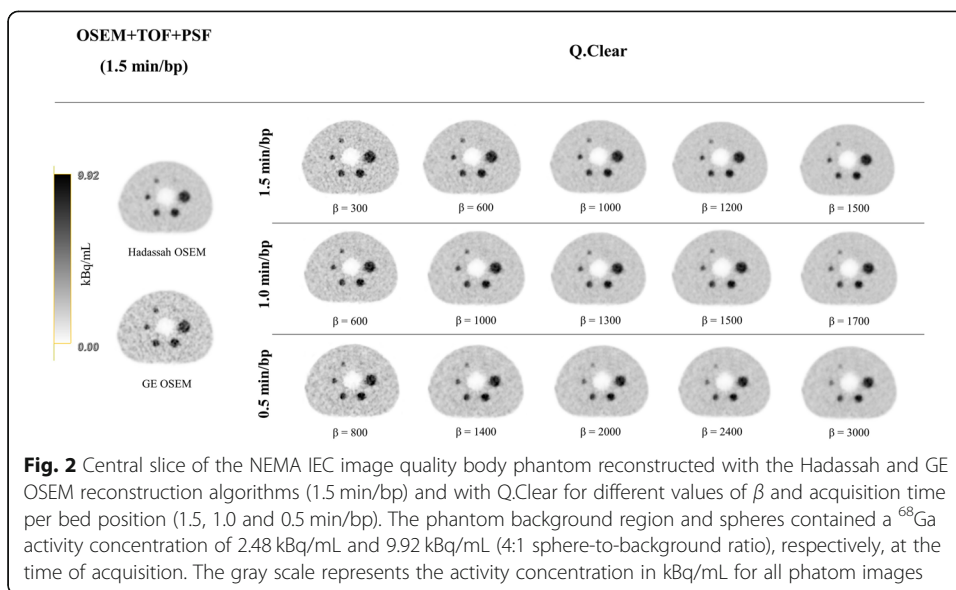 OSEM+TOF+PSF
(1.5 min/bp)
Q.Clear
9.92
kBq/mL
0.00
Hadassah OSEM
GE OSEM
1.5 min/bp
β = 300
β = 600
β = 1000
β = 1200
β = 1500
1.0 min/bp
β = 600
β = 1000
β = 1300
β = 1500
β = 1700
0.5 min/bp
β = 800
β = 1400
β = 2000
β = 2400
β = 3000
Fig. 2 Central slice of the NEMA IEC image quality body phantom reconstructed with the Hadassah and GE
OSEM reconstruction algorithms (1.5 min/bp) and with Q.Clear for different values of β and acquisition time
per bed position (1.5, 1.0 and 0.5 min/bp). The phantom background region and spheres contained a ⁶⁸Ga
activity concentration of 2.48 kBq/mL and 9.92 kBq/mL (4:1 sphere-to-background ratio), respectively, at the
time of acquisition. The gray scale represents the activity concentration in kBq/mL for all phatom images